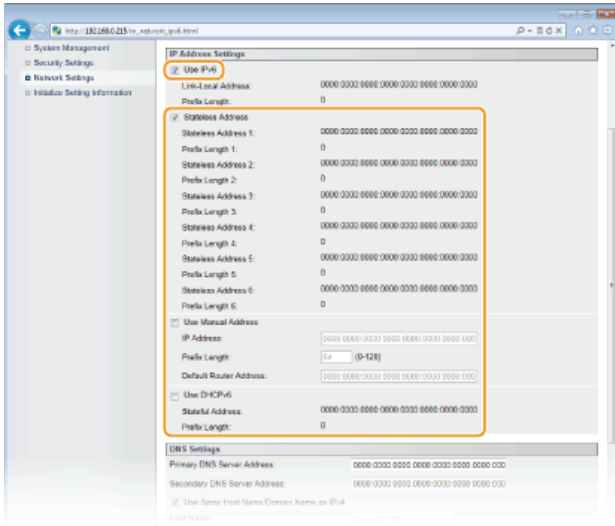 http://192.168.0.215/m_network_ipv6.html
System Management
Security Settings
Network Settings
Initialize Setting Information
IP Address Settings
Use IPv6
Link-Local Address: 0000:0000:0000:0000:0000:0000:0000:0000
Prefix Length: 0
Stateless Address
Stateless Address 1: 0000:0000:0000:0000:0000:0000:0000:0000
Prefix Length 1: 0
Stateless Address 2: 0000:0000:0000:0000:0000:0000:0000:0000
Prefix Length 2: 0
Stateless Address 3: 0000:0000:0000:0000:0000:0000:0000:0000
Prefix Length 3: 0
Stateless Address 4: 0000:0000:0000:0000:0000:0000:0000:0000
Prefix Length 4: 0
Stateless Address 5: 0000:0000:0000:0000:0000:0000:0000:0000
Prefix Length 5: 0
Stateless Address 6: 0000:0000:0000:0000:0000:0000:0000:0000
Prefix Length 6: 0
Use Manual Address
IP Address: 0000:0000:0000:0000:0000:0000:0000:000
Prefix Length: 64 (0-128)
Default Router Address: 0000:0000:0000:0000:0000:0000:0000:000
Use DHCPv6
Stateful Address: 0000:0000:0000:0000:0000:0000:0000:0000
Prefix Length: 0
DNS Settings
Primary DNS Server Address: 0000:0000:0000:0000:0000:0000:0000:000
Secondary DNS Server Address: 0000:0000:0000:0000:0000:0000:0000:000
Use Same Host Name/Domain Name as IPv4
Host Name: